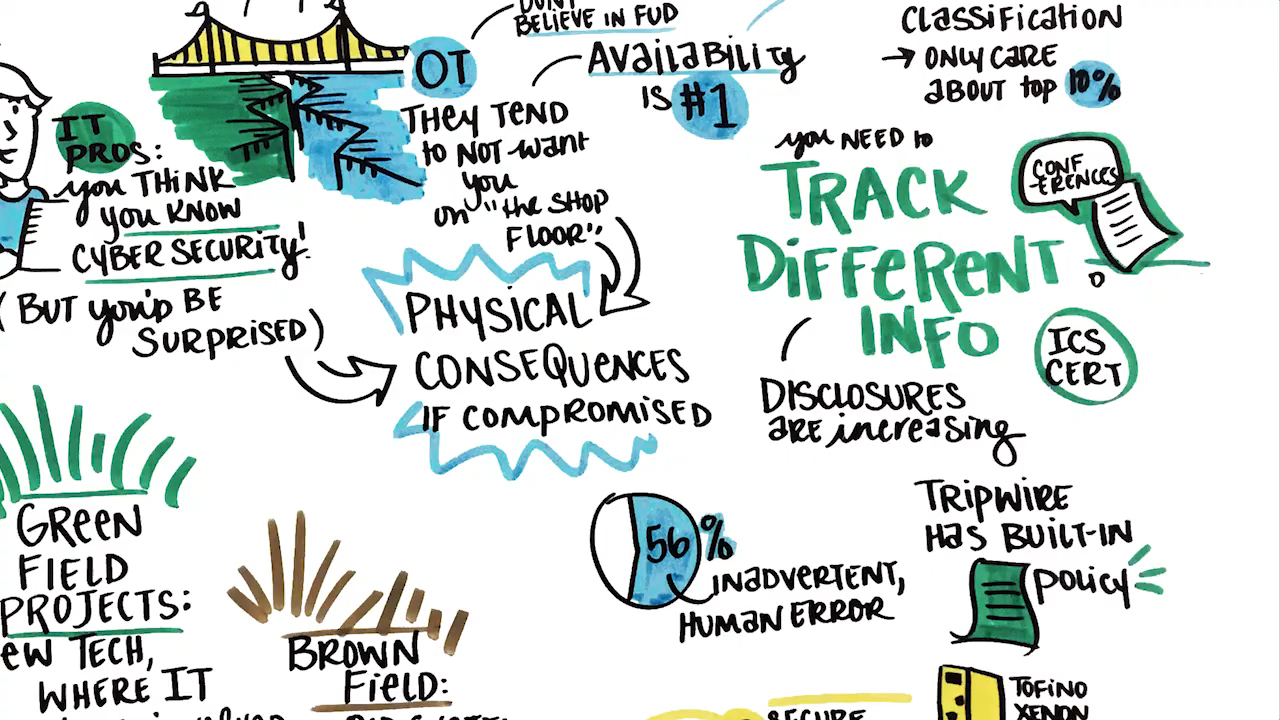 DON'T
BELIEVE IN FUD
OT
AVAILABILITY
IS #1
THEY TEND
to NOT want
you
on "the SHOP
FLOOR"
CLASSIFICATION
→ ONLY CARE
ABOUT top 10%
IT
PROS:
you THINK
you KNOW
CYBER SECURITY!
(BUT you'D BE
SURPRISED)
PHYSICAL
CONSEQUENCES
IF COMPROMISED
you NEED to
TRACK
DIFFERENT
INFO
CONF
ERENCES
ICS
CERT
DISCLOSURES
ARE increasing
GREEN
FIELD
PROJECTS:
TECH,
WHERE IT
BROWN
FIELD:
56%
INADVERTENT,
HUMAN ERROR
TRIPWIRE
HAS BUILT-IN
policy
SECURE
TOFINO
XENON